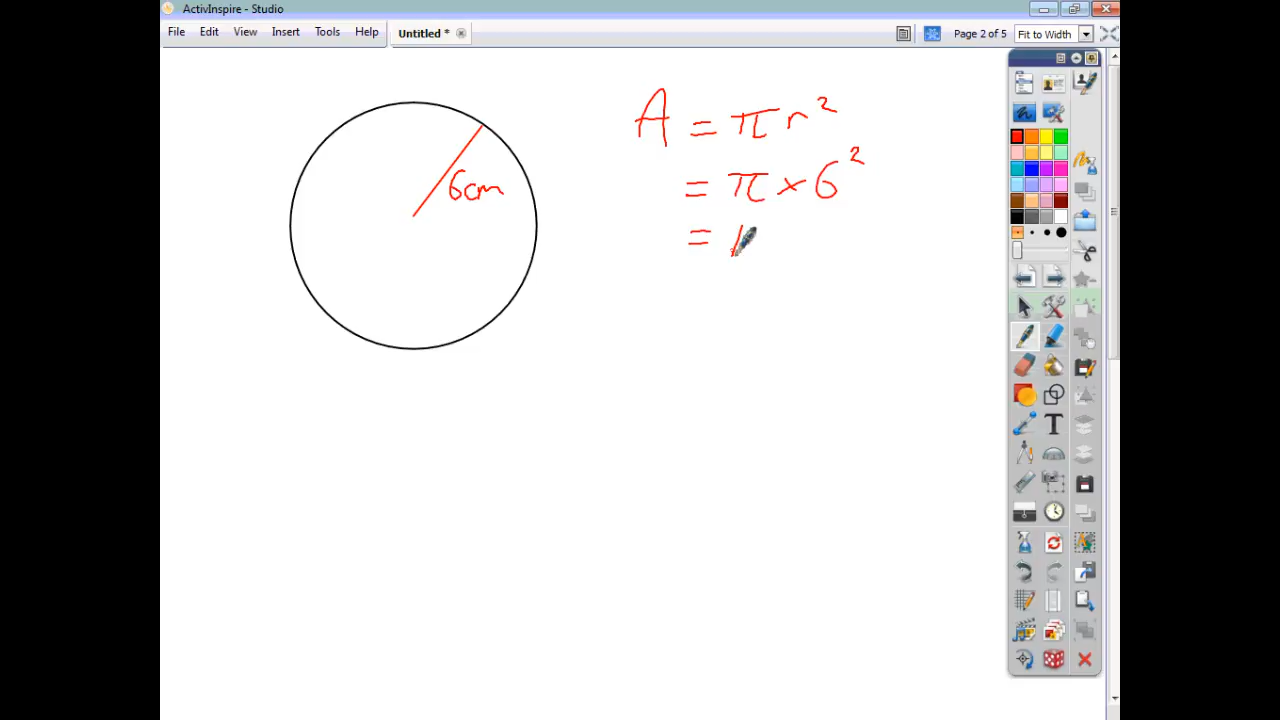 ActivInspire - Studio
File Edit View Insert Tools Help Untitled * Page 2 of 5 Fit to Width
A = πr²
= π × 6²
=
6cm